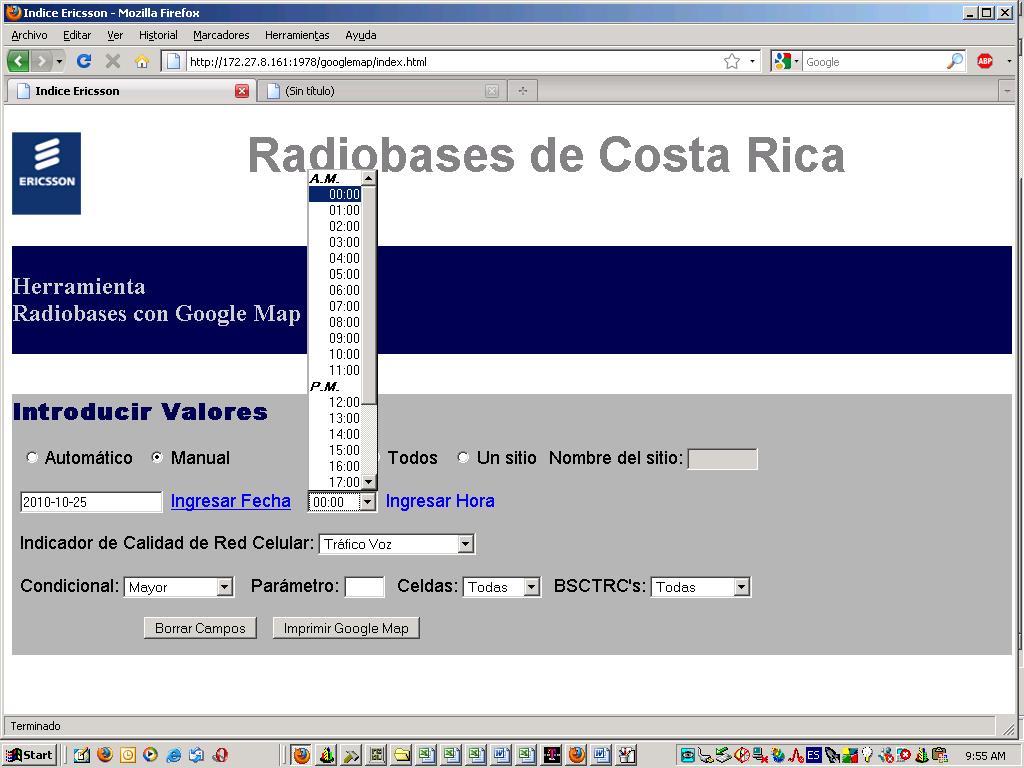 Indice Ericsson - Mozilla Firefox
Archivo Editar Ver Historial Marcadores Herramientas Ayuda
http://172.27.8.161:1978/googlemap/index.html
Google
ABP
Indice Ericsson
(Sin título)
ERICSSON
Radiobases de Costa Rica
Herramienta
Radiobases con Google Map
A.M.
00:00
01:00
02:00
03:00
04:00
05:00
06:00
07:00
08:00
09:00
10:00
11:00
P.M.
12:00
13:00
14:00
15:00
16:00
17:00
Introducir Valores
Automático Manual Todos Un sitio Nombre del sitio:
2010-10-25 Ingresar Fecha 00:00 Ingresar Hora
Indicador de Calidad de Red Celular: Tráfico Voz
Condicional: Mayor Parámetro: Celdas: Todas BSCTRC's: Todas
Borrar Campos Imprimir Google Map
Terminado
Start ES 9:55 AM